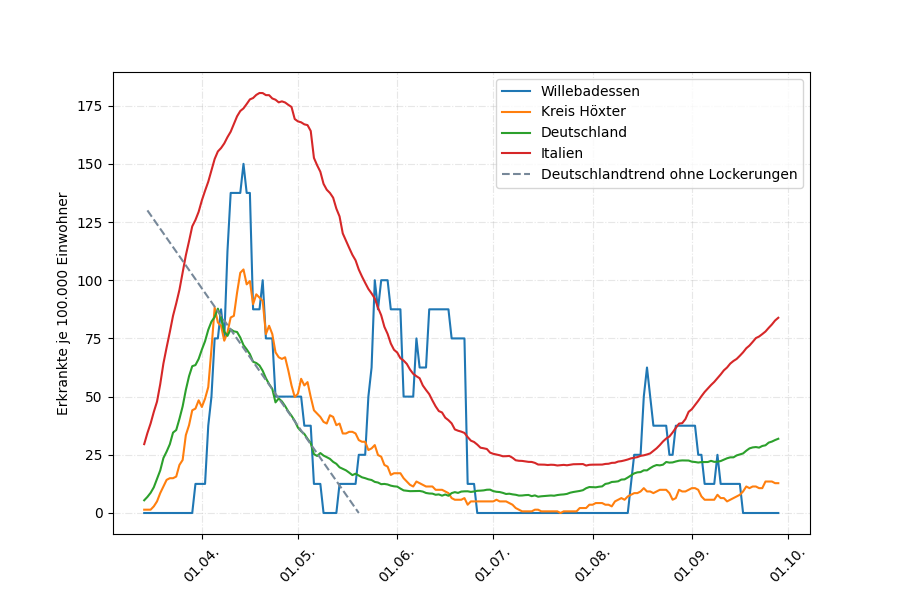 Erkrankte je 100.000 Einwohner
175
150
125
100
75
50
25
0
Willebadessen
Kreis Höxter
Deutschland
Italien
Deutschlandtrend ohne Lockerungen
01.04.
01.05.
01.06.
01.07.
01.08.
01.09.
01.10.